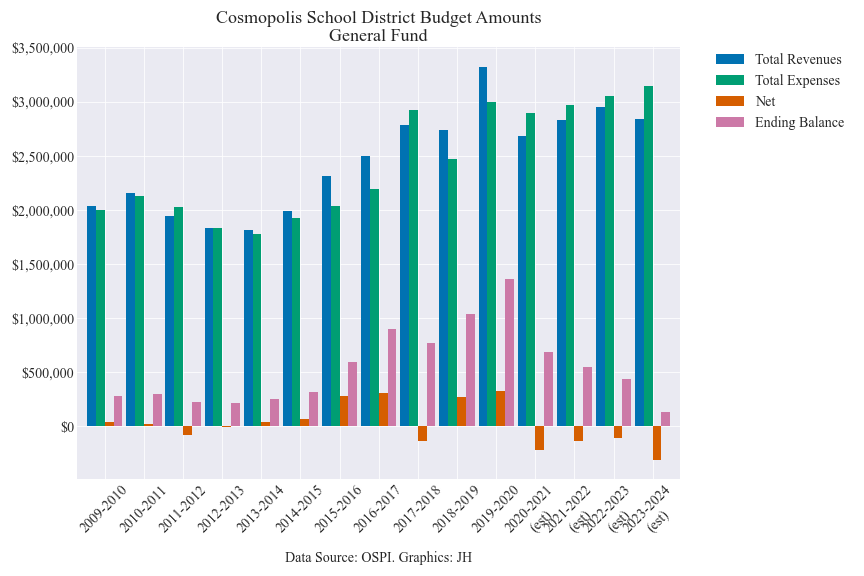 Cosmopolis School District Budget Amounts
General Fund
$3,500,000
$3,000,000
$2,500,000
$2,000,000
$1,500,000
$1,000,000
$500,000
$0
Total Revenues
Total Expenses
Net
Ending Balance
2009-2010
2010-2011
2011-2012
2012-2013
2013-2014
2014-2015
2015-2016
2016-2017
2017-2018
2018-2019
2019-2020
2020-2021
(est)
2021-2022
(est)
2022-2023
(est)
2023-2024
(est)
Data Source: OSPI. Graphics: JH